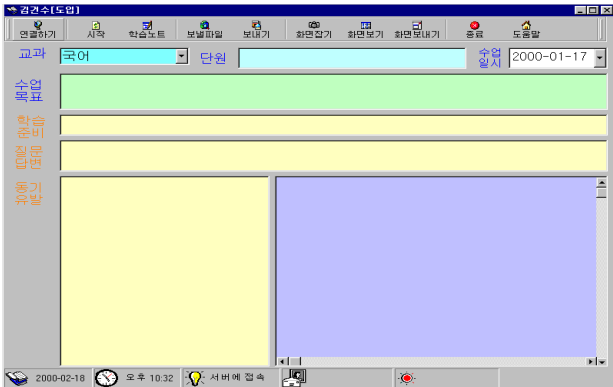 김건수[도입]
연결하기 시작 학습노트 보낼파일 보내기 화면잡기 화면보기 화면보내기 종료 도움말
교과 국어 단원 수업 일시 2000-01-17
수업 목표
학습 준비
질문 답변
동기 유발
2000-02-18 오후 10:32 서버에 접속